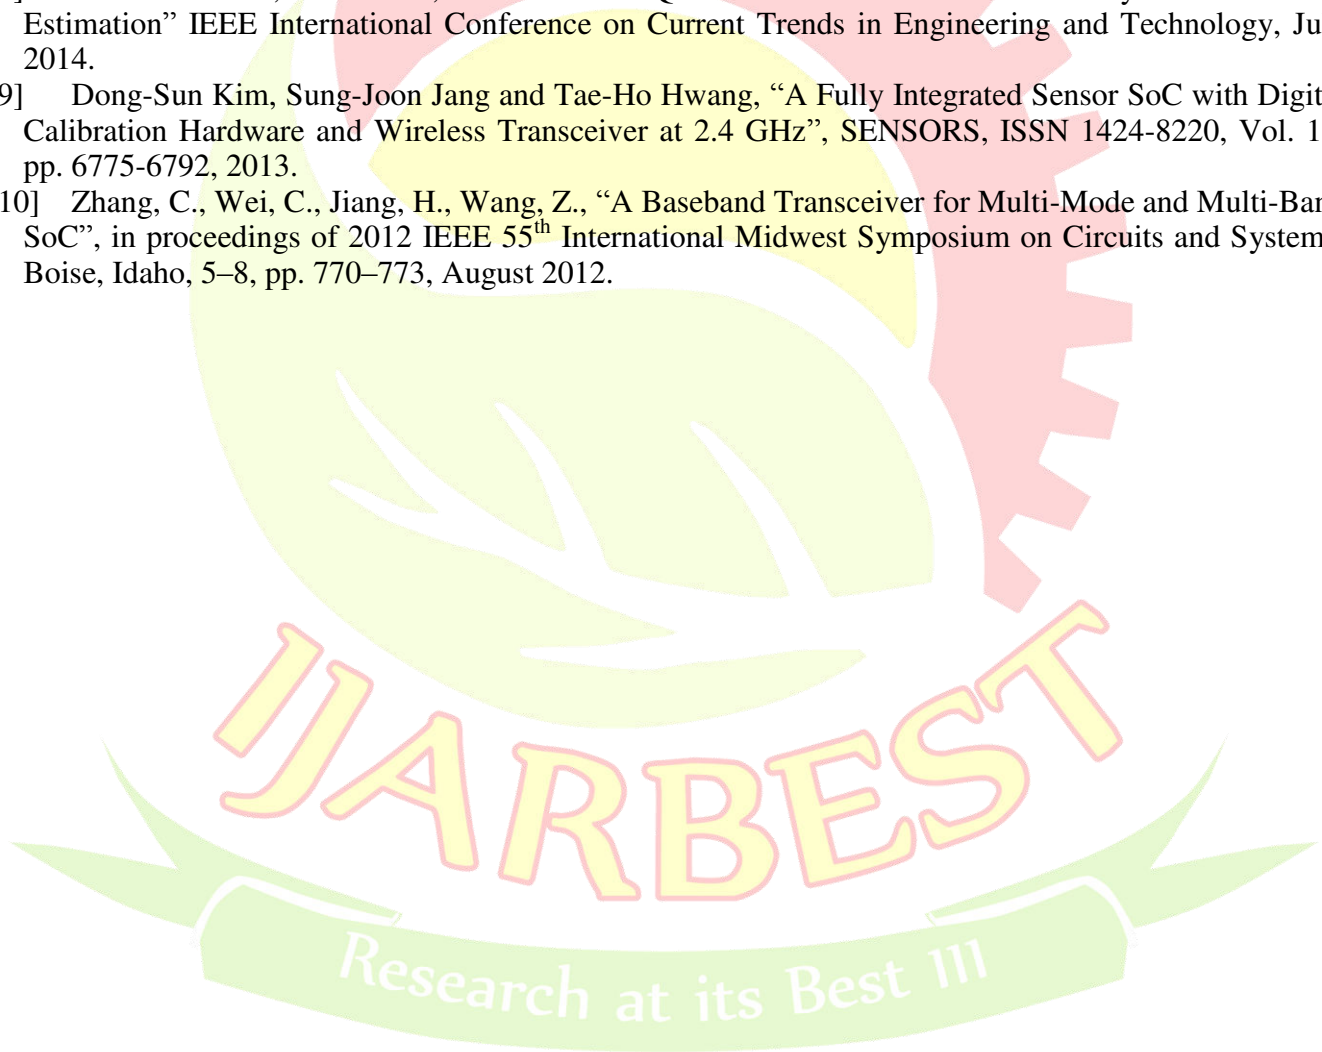 Estimation” IEEE International Conference on Current Trends in Engineering and Technology, Ju
2014.
9] Dong-Sun Kim, Sung-Joon Jang and Tae-Ho Hwang, “A Fully Integrated Sensor SoC with Digit
Calibration Hardware and Wireless Transceiver at 2.4 GHz”, SENSORS, ISSN 1424-8220, Vol. 1
pp. 6775-6792, 2013.
10] Zhang, C., Wei, C., Jiang, H., Wang, Z., “A Baseband Transceiver for Multi-Mode and Multi-Ban
SoC”, in proceedings of 2012 IEEE 55th International Midwest Symposium on Circuits and System
Boise, Idaho, 5–8, pp. 770–773, August 2012.
IJARBEST
Research at its Best !!!